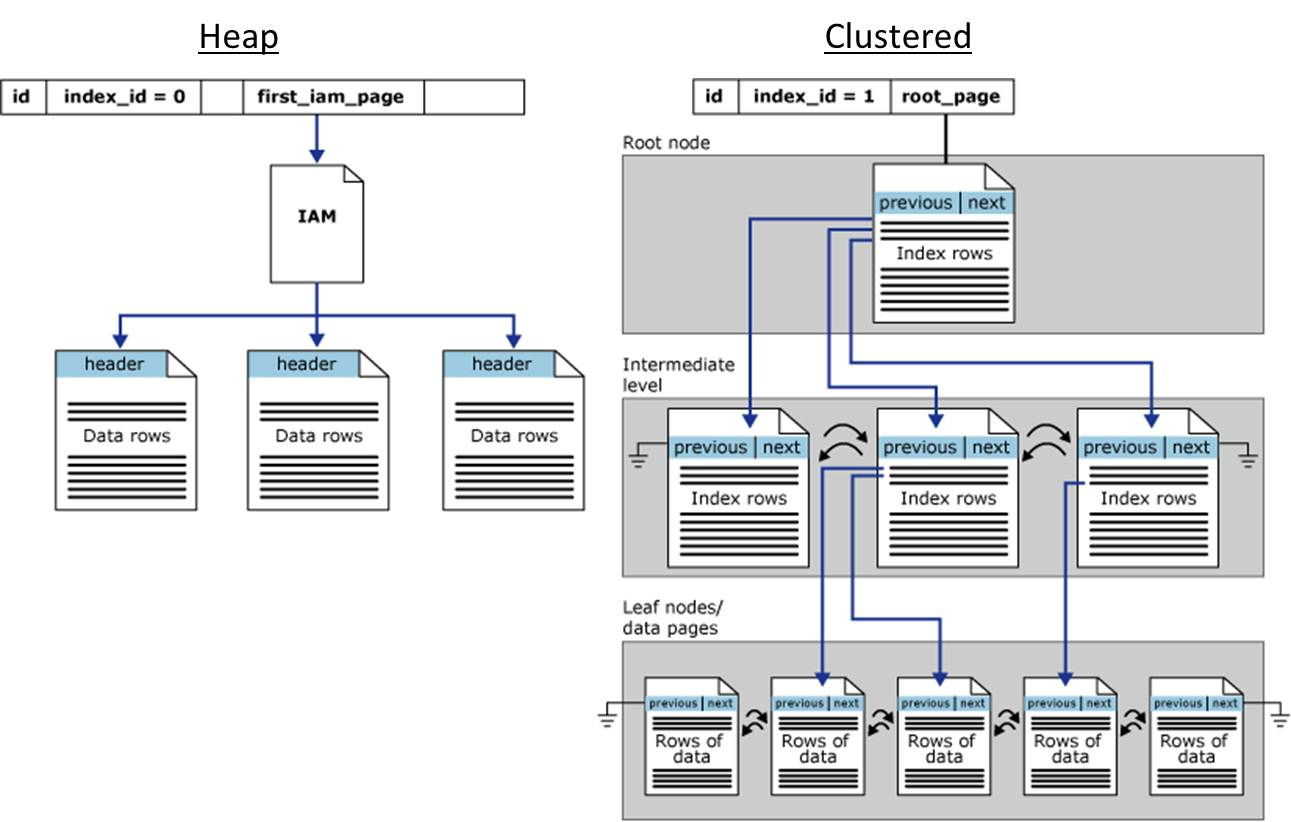 Heap
id index_id = 0 first_iam_page
IAM
header header header
Data rows Data rows Data rows
Clustered
id index_id = 1 root_page
Root node
previous next
Index rows
Intermediate
level
previous next previous next previous next
Index rows Index rows Index rows
Leaf nodes/
data pages
previous next previous next previous next previous next previous next
Rows of Rows of Rows of Rows of Rows of
data data data data data